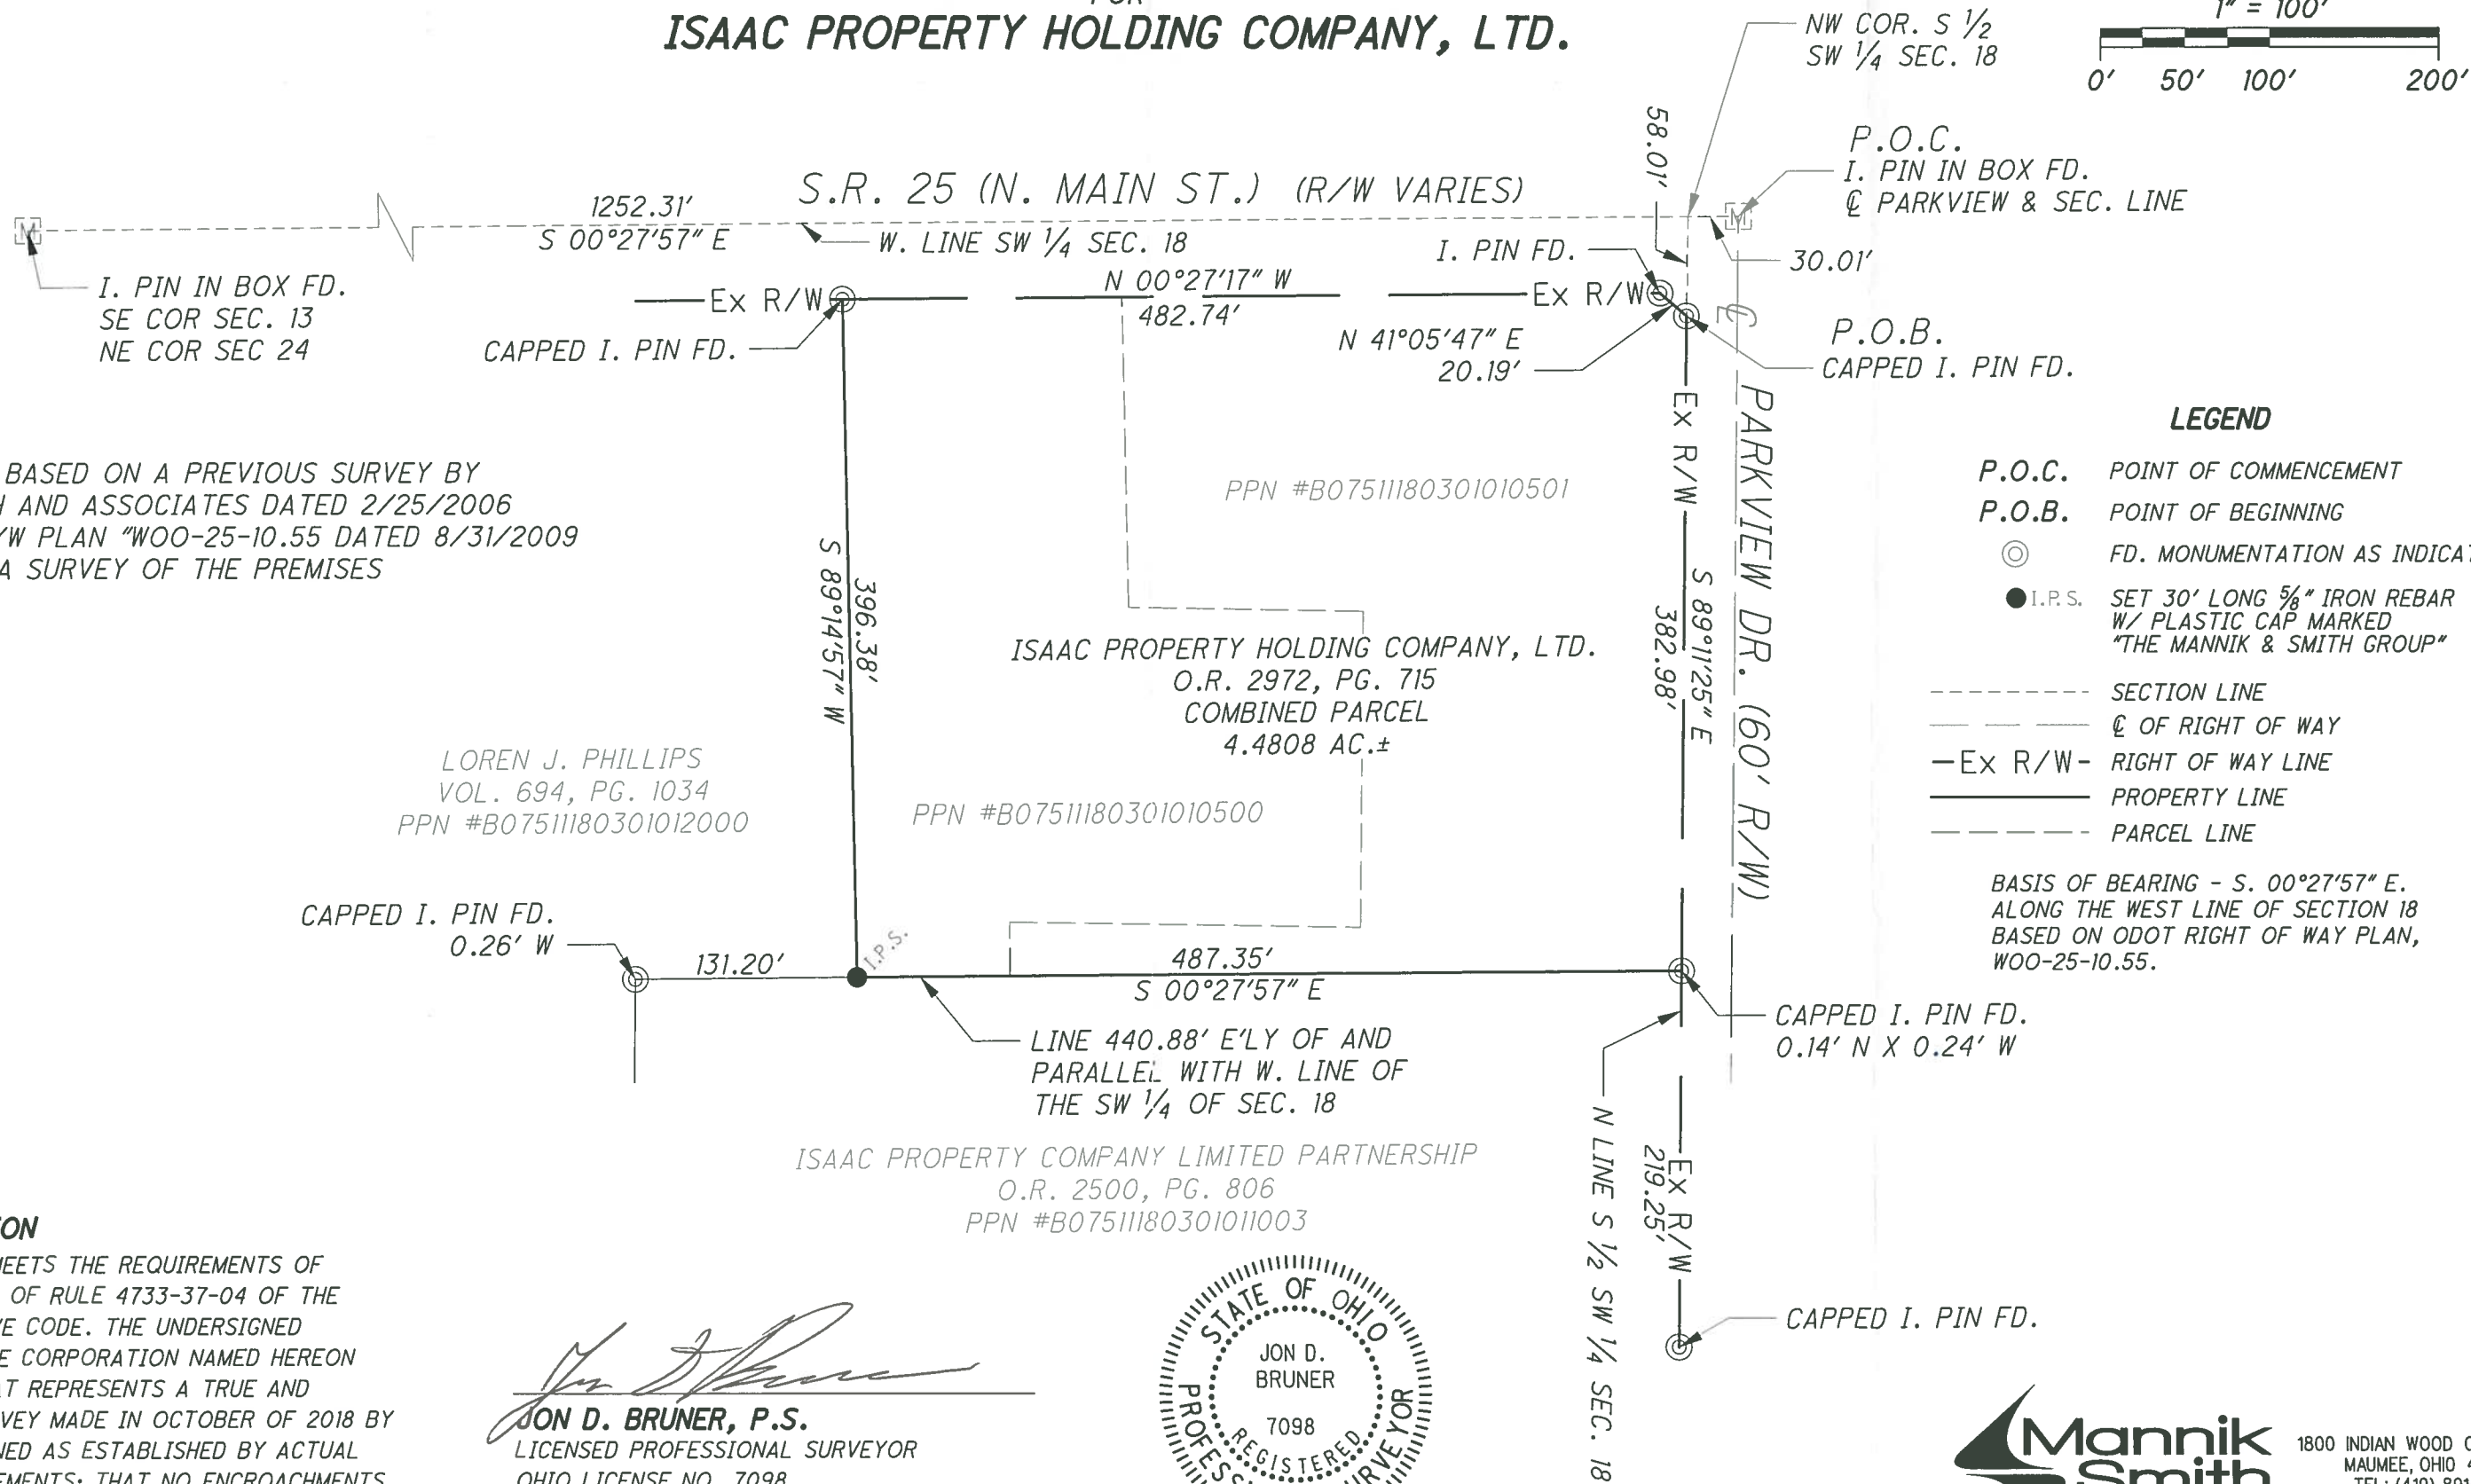 ISAAC PROPERTY HOLDING COMPANY, LTD.
NW COR. S 1/2
SW 1/4 SEC. 18
1" = 100'
0' 50' 100' 200'
58.01'
P.O.C.
I. PIN IN BOX FD.
℄ PARKVIEW & SEC. LINE
30.01'
S.R. 25 (N. MAIN ST.) (R/W VARIES)
1252.31'
S 00°27'57" E
W. LINE SW 1/4 SEC. 18
M
M
I. PIN IN BOX FD.
SE COR SEC. 13
NE COR SEC 24
Ex R/W
CAPPED I. PIN FD.
N 00°27'17" W
482.74'
I. PIN FD.
Ex R/W
N 41°05'47" E
20.19'
℄
P.O.B.
CAPPED I. PIN FD.
BASED ON A PREVIOUS SURVEY BY
AND ASSOCIATES DATED 2/25/2006
PLAN "WOO-25-10.55 DATED 8/31/2009
A SURVEY OF THE PREMISES
PPN #B07511180301010501
Ex R/W
S 89°11'25" E
382.98'
PARKVIEW DR. (60' R/W)
S 89°14'57" W
396.38'
ISAAC PROPERTY HOLDING COMPANY, LTD.
O.R. 2972, PG. 715
COMBINED PARCEL
4.4808 AC.±
LOREN J. PHILLIPS
VOL. 694, PG. 1034
PPN #B07511180301012000
PPN #B07511180301010500
LEGEND
P.O.C. POINT OF COMMENCEMENT
P.O.B. POINT OF BEGINNING
FD. MONUMENTATION AS
I.P.S. SET 30' LONG 5/8" IRON REBAR
W/ PLASTIC CAP MARKED
"THE MANNIK & SMITH GROUP"
SECTION LINE
℄ OF RIGHT OF WAY
Ex R/W RIGHT OF WAY LINE
PROPERTY LINE
PARCEL LINE
BASIS OF BEARING - S. 00°27'57" E.
ALONG THE WEST LINE OF SECTION 18
BASED ON ODOT RIGHT OF WAY PLAN,
WOO-25-10.55.
CAPPED I. PIN FD.
0.26' W
131.20'
I.P.S.
487.35'
S 00°27'57" E
LINE 440.88' E'LY OF AND
PARALLEL WITH W. LINE OF
THE SW 1/4 OF SEC. 18
CAPPED I. PIN FD.
0.14' N X 0.24' W
ISAAC PROPERTY COMPANY LIMITED PARTNERSHIP
O.R. 2500, PG. 806
PPN #B07511180301011003
N LINE S 1/2 SW 1/4 SEC. 18
Ex R/W
219.25'
CAPPED I. PIN FD.
THE REQUIREMENTS OF
OF RULE 4733-37-04 OF THE
CODE. THE UNDERSIGNED
CORPORATION NAMED HEREON
REPRESENTS A TRUE AND
MADE IN OCTOBER OF 2018 BY
AS ESTABLISHED BY ACTUAL
THAT NO ENCROACHMENTS
JON D. BRUNER, P.S.
LICENSED PROFESSIONAL SURVEYOR
OHIO LICENSE NO. 7098
STATE OF OHIO
JON D.
BRUNER
7098
REGISTERED
Mannik
Smith
1800 INDIAN WOOD
MAUMEE, OHIO